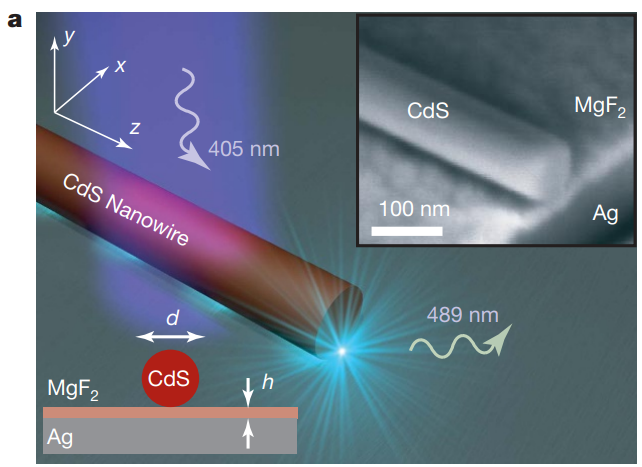 a
y
x
z
405 nm
CdS Nanowire
CdS
MgF₂
100 nm
Ag
489 nm
d
CdS
h
MgF₂
Ag